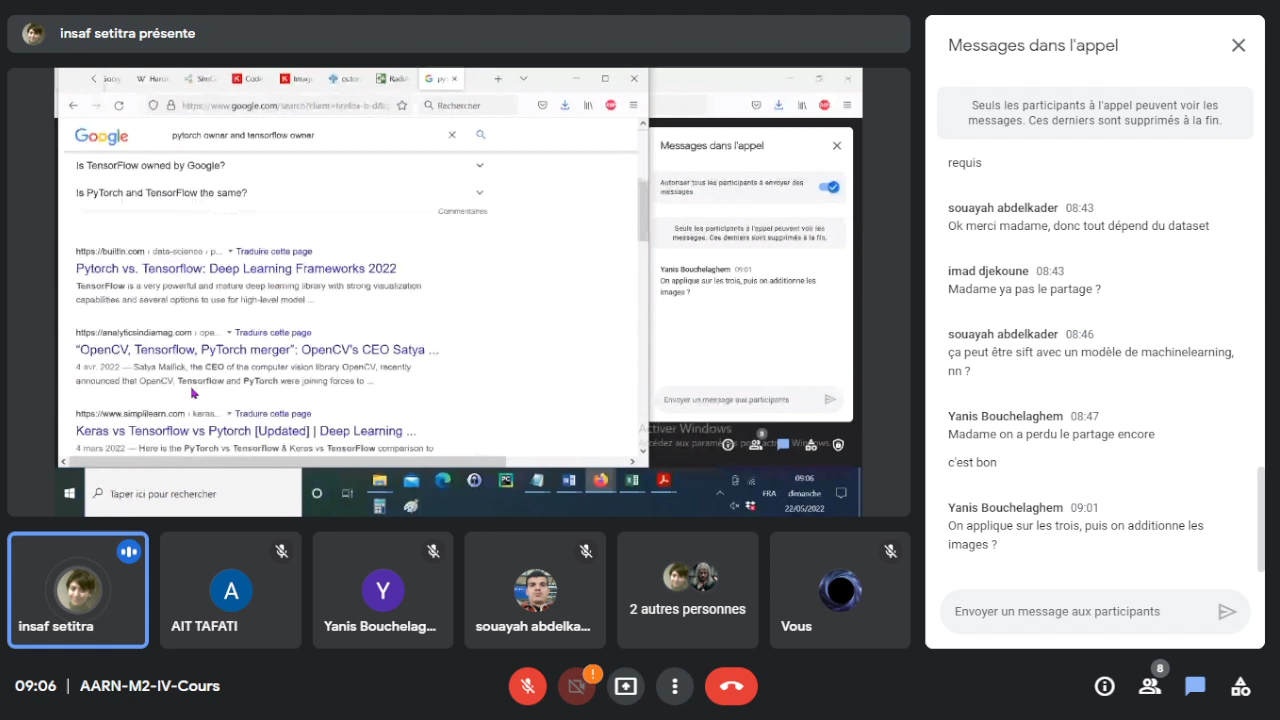 insaf setitra présente
Google
pytorch owner and tensorflow owner
Rechercher
Is TensorFlow owned by Google?
Is PyTorch and TensorFlow the same?
Commentaires
https://builtin.com › data-science › p... Traduire cette page
Pytorch vs. Tensorflow: Deep Learning Frameworks 2022
TensorFlow is a very powerful and mature deep learning library with strong visualization
capabilities and several options to use for high-level model ...
https://analyticsindiamag.com › ope... Traduire cette page
“OpenCV, Tensorflow, PyTorch merger”: OpenCV's CEO Satya ...
4 avr. 2022 — Satya Mallick, the CEO of the computer vision library OpenCV, recently
announced that OpenCV, Tensorflow and PyTorch were joining forces to ...
https://www.simplilearn.com › keras... Traduire cette page
Keras vs Tensorflow vs Pytorch [Updated] | Deep Learning ...
4 mars 2022 — Here is the PyTorch vs TensorFlow & Keras vs TensorFlow comparison to
Messages dans l'appel
Autoriser tous les participants à envoyer des
messages
Seuls les participants à l'appel peuvent voir les
messages. Ces derniers sont supprimés à la fin.
Yanis Bouchelaghem 09:01
On applique sur les trois, puis on additionne les
images ?
Envoyer un message aux participants
Activer Windows
8
Taper ici pour rechercher
FRA
09:06
dimanche
22/05/2022
insaf setitra
A
AIT TAFATI
Y
Yanis Bouchelag...
souayah abdelka...
2 autres personnes
Vous
09:06 | AARN-M2-IV-Cours
!
Messages dans l'appel
Seuls les participants à l'appel peuvent voir les
messages. Ces derniers sont supprimés à la fin.
requis
souayah abdelkader 08:43
Ok merci madame, donc tout dépend du dataset
imad djekoune 08:43
Madame ya pas le partage ?
souayah abdelkader 08:46
ça peut être sift avec un modèle de machinelearning,
nn ?
Yanis Bouchelaghem 08:47
Madame on a perdu le partage encore
c'est bon
Yanis Bouchelaghem 09:01
On applique sur les trois, puis on additionne les
images ?
Envoyer un message aux participants
8